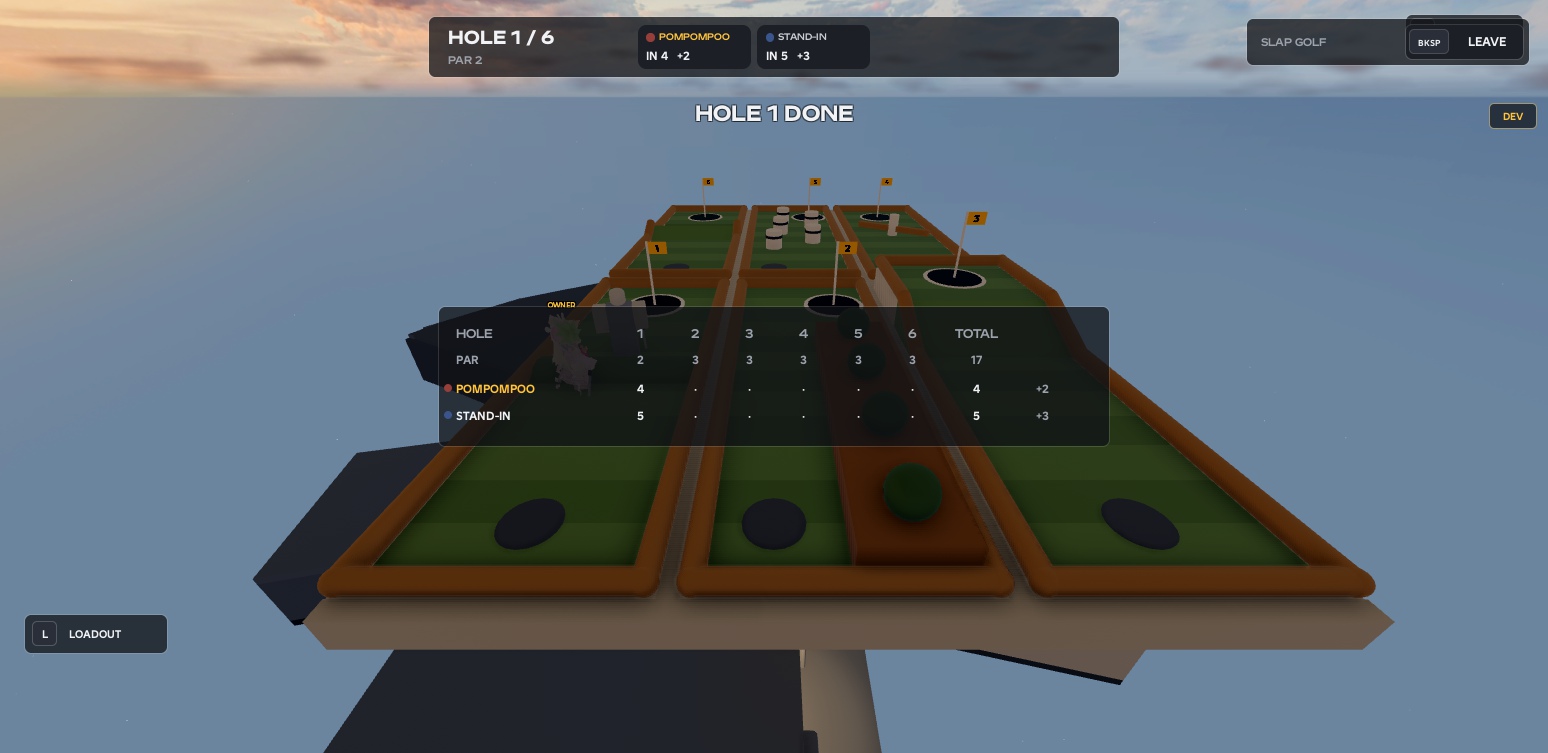 HOLE 1 / 6
PAR 2
POMPOMPOO
IN 4 +2
STAND-IN
IN 5 +3
SLAP GOLF
BKSP LEAVE
HOLE 1 DONE
DEV
6
5
4
3
1
2
OWNER
HOLE 1 2 3 4 5 6 TOTAL
PAR 2 3 3 3 3 3 17
POMPOMPOO 4 · · · · · 4 +2
STAND-IN 5 · · · · · 5 +3
L LOADOUT